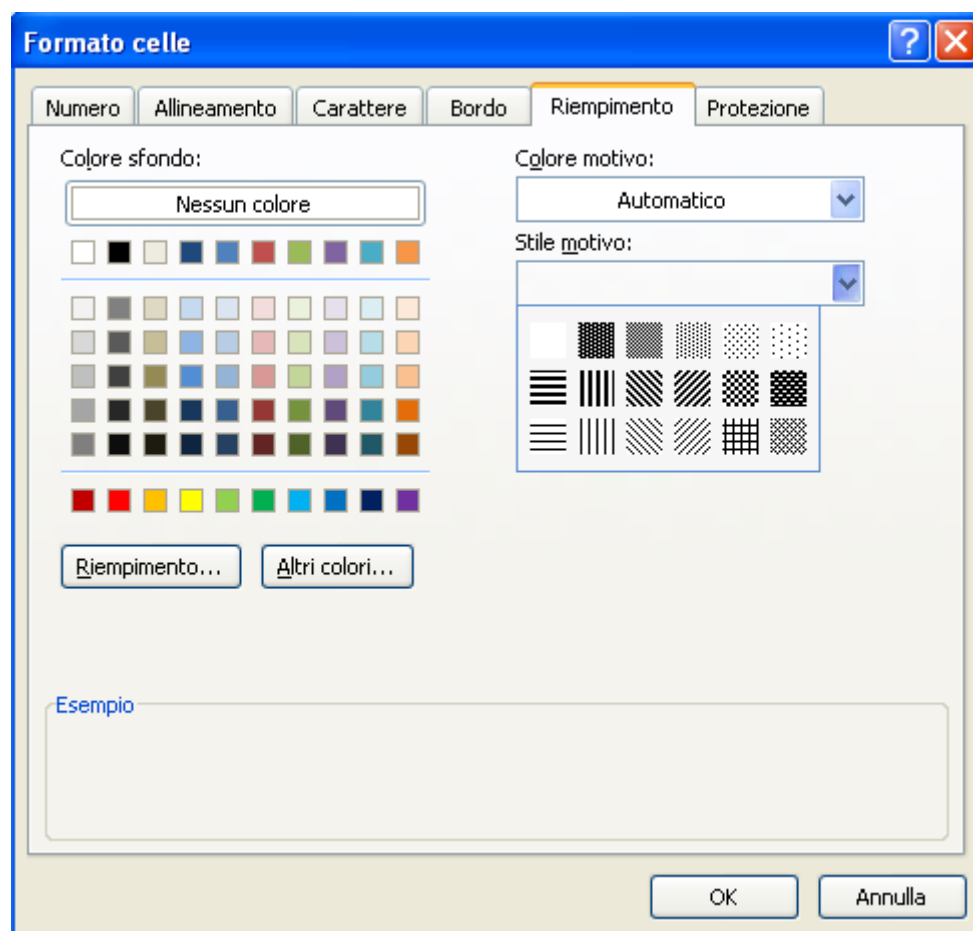 Formato celle
?
Numero Allineamento Carattere Bordo Riempimento Protezione
Colore sfondo:
Nessun colore
Colore motivo:
Automatico
Stile motivo:
Riempimento...
Altri colori...
Esempio
OK
Annulla